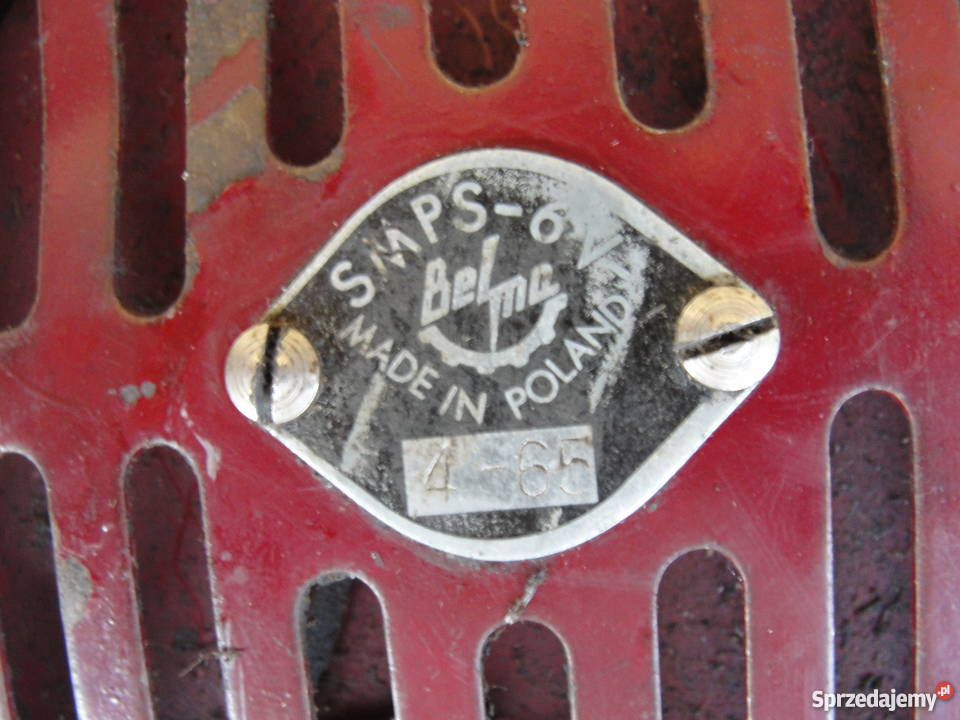 SMPS-6V
Belma
MADE IN POLAND
4-65
Sprzedajemy.pl